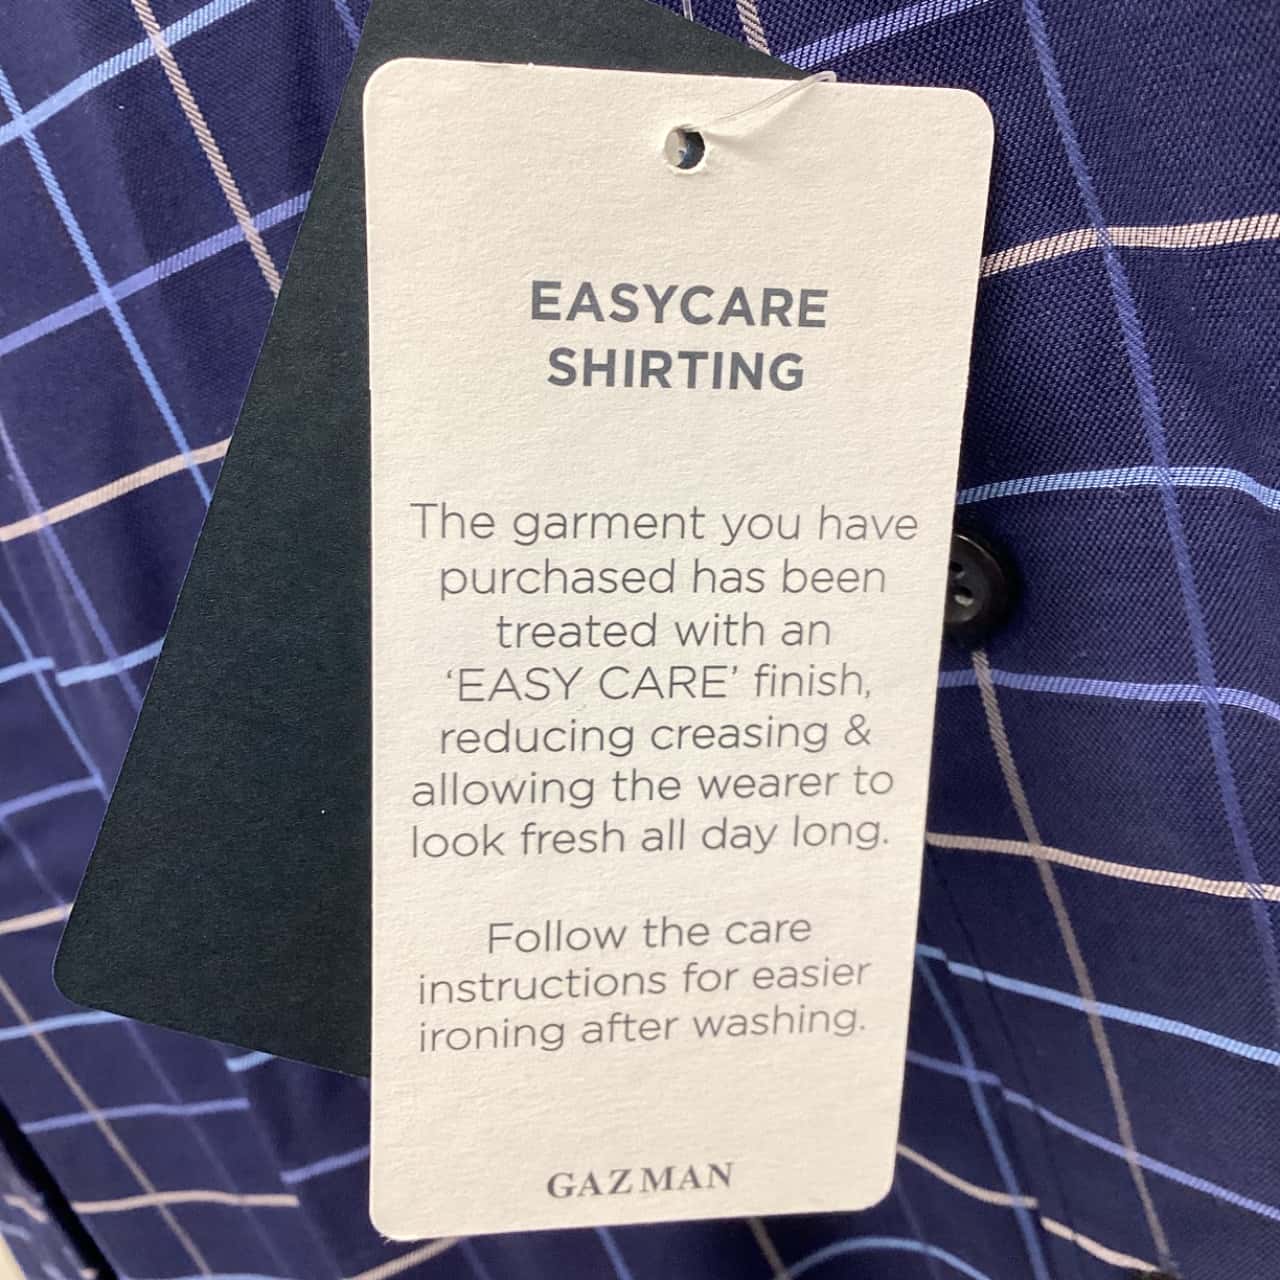 EASYCARE
SHIRTING
The garment you have
purchased has been
treated with an
‘EASY CARE’ finish,
reducing creasing &
allowing the wearer to
look fresh all day long.
Follow the care
instructions for easier
ironing after washing.
GAZMAN